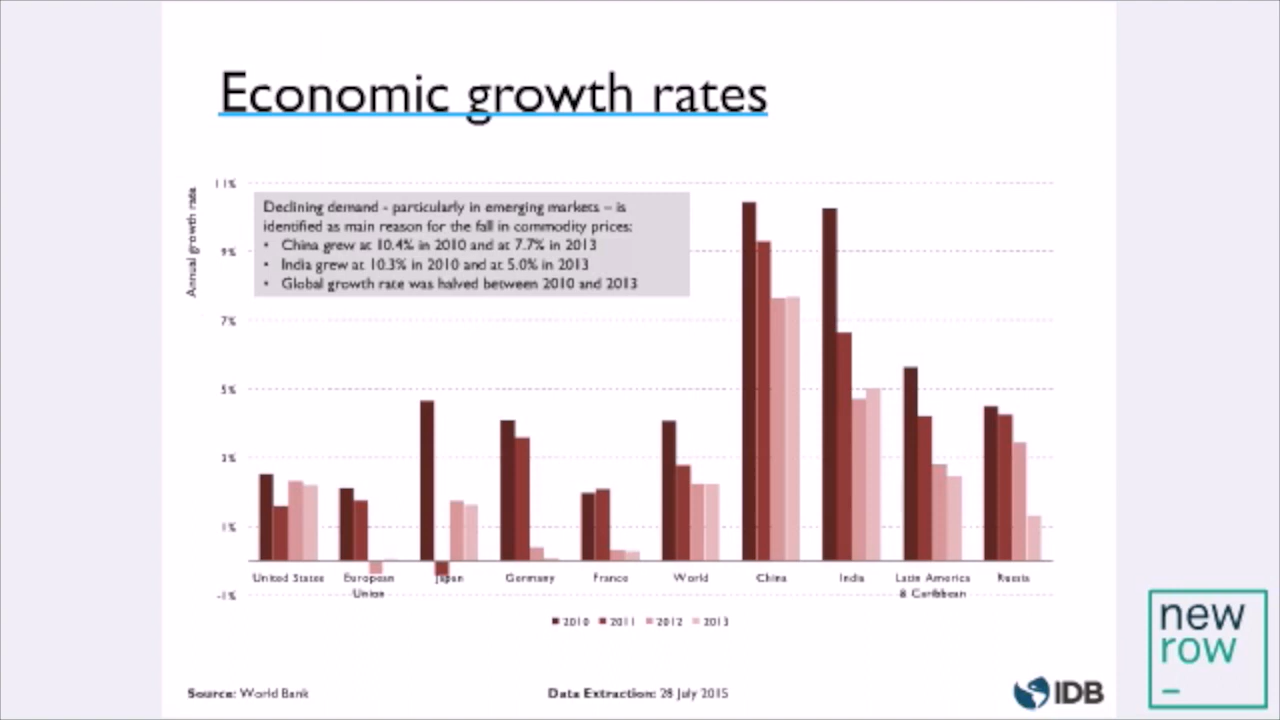 Economic growth rates
Annual growth rate
11%
9%
7%
5%
3%
1%
-1%
Declining demand - particularly in emerging markets – is
identified as main reason for the fall in commodity prices:
• China grew at 10.4% in 2010 and at 7.7% in 2013
• India grew at 10.3% in 2010 and at 5.0% in 2013
• Global growth rate was halved between 2010 and 2013
United States
European
Union
Japan
Germany
France
World
China
India
Latin America
& Caribbean
Russia
2010 2011 2012 2013
Source: World Bank
Data Extraction: 28 July 2015
IDB
new
row